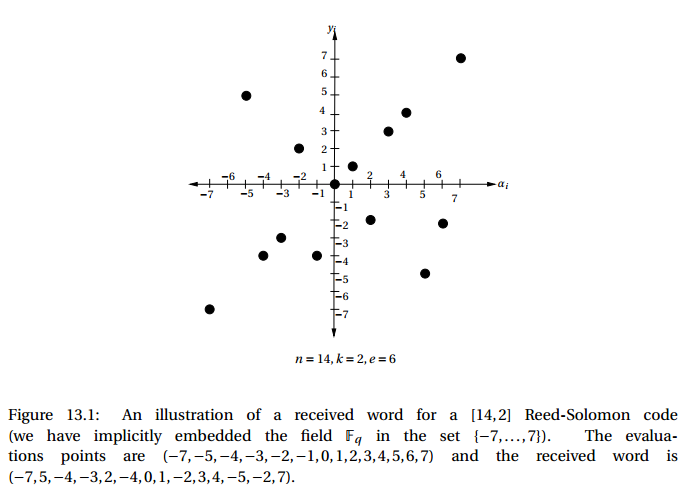 yᵢ
7
6
5
4
3
2
1
−6 −4 −2 2 4 6
αᵢ
−7 −5 −3 −1 1 3 5 7
−1
−2
−3
−4
−5
−6
−7
n = 14, k = 2, e = 6
Figure 13.1: An illustration of a received word for a [14,2] Reed-Solomon code
(we have implicitly embedded the field 𝔽q in the set {−7,...,7}). The evalua-
tions points are (−7,−5,−4,−3,−2,−1,0,1,2,3,4,5,6,7) and the received word is
(−7,5,−4,−3,2,−4,0,1,−2,3,4,−5,−2,7).